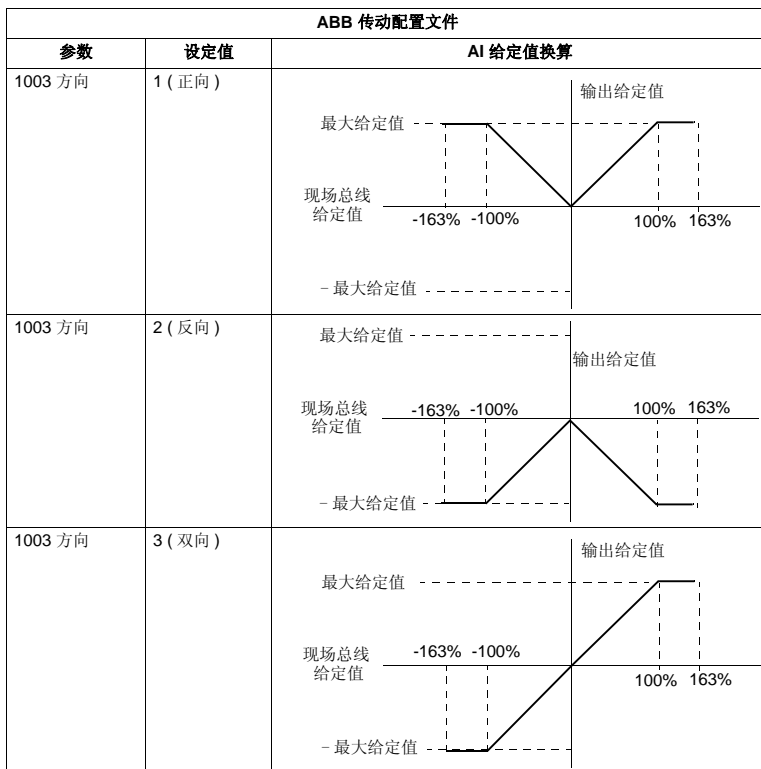 ABB 传动配置文件
参数 设定值 AI 给定值换算
1003 方向 1 ( 正向 )
输出给定值
最大给定值
现场总线
给定值
-163% -100% 100% 163%
– 最大给定值
1003 方向 2 ( 反向 )
最大给定值
输出给定值
现场总线
给定值
-163% -100% 100% 163%
– 最大给定值
1003 方向 3 ( 双向 )
输出给定值
最大给定值
现场总线
给定值
-163% -100%
100% 163%
– 最大给定值